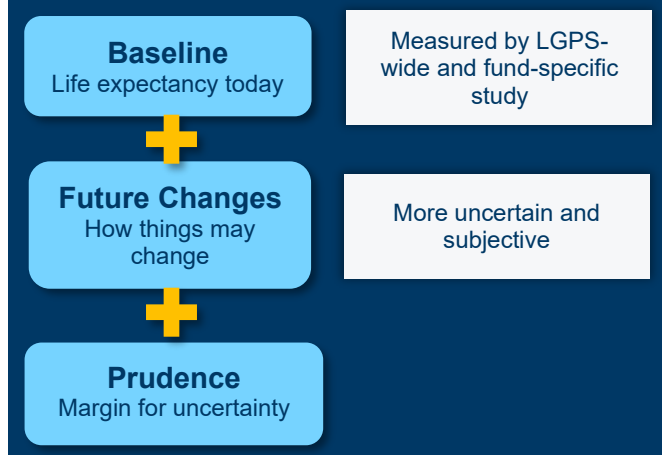 Baseline
Life expectancy today
Measured by LGPS-
wide and fund-specific
study
Future Changes
How things may
change
More uncertain and
subjective
Prudence
Margin for uncertainty